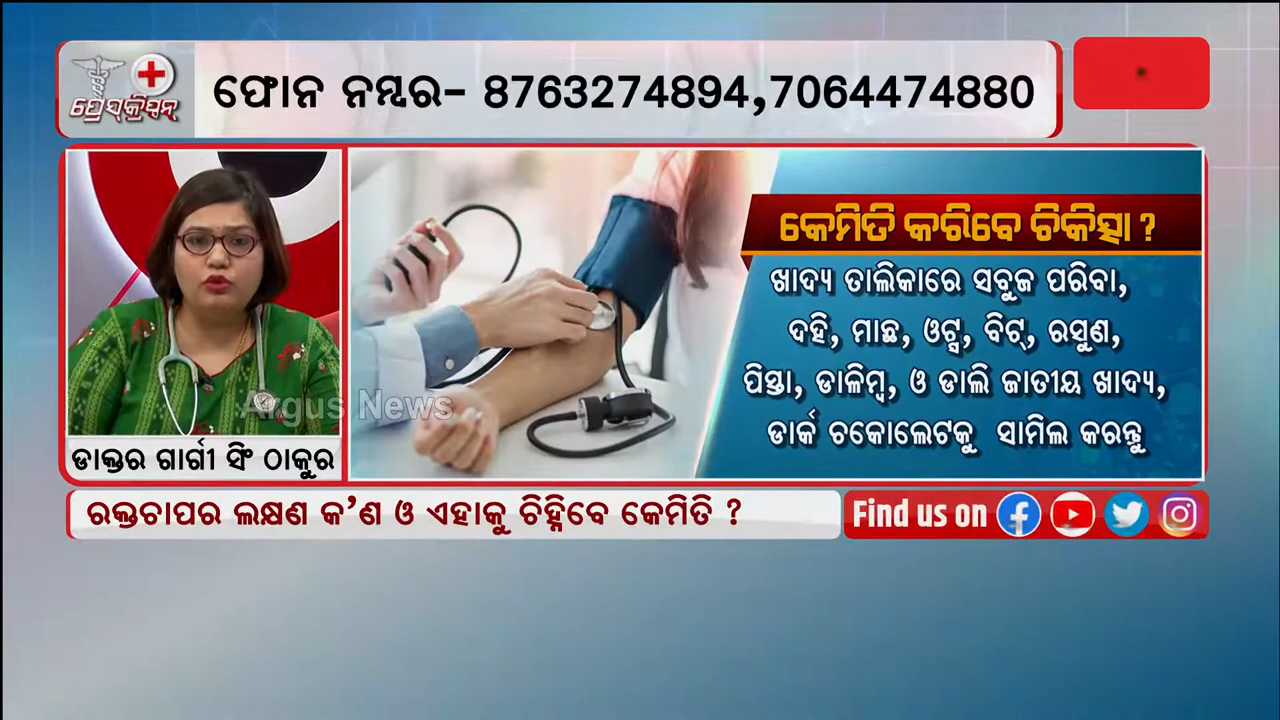 ପ୍ରେସ୍କ୍ରିପ୍ସନ୍
ଫୋନ ନମ୍ବର- 8763274894,7064474880
କେମିତି କରିବେ ଚିକିତ୍ସା ?
ଖାଦ୍ୟ ତାଲିକାରେ ସବୁଜ ପରିବା,
ଦହି, ମାଛ, ଓଟ୍ସ, ବିଟ୍, ରସୁଣ,
ପିସ୍ତା, ଡାଳିମ୍ବ, ଓ ଡାଲି ଜାତୀୟ ଖାଦ୍ୟ,
ଡାର୍କ ଚକୋଲେଟକୁ ସାମିଲ କରନ୍ତୁ
Argus News
ଡାକ୍ତର ଗାର୍ଗୀ ସିଂ ଠାକୁର
ରକ୍ତଚାପର ଲକ୍ଷଣ କ'ଣ ଓ ଏହାକୁ ଚିହ୍ନିବେ କେମିତି ?
Find us on